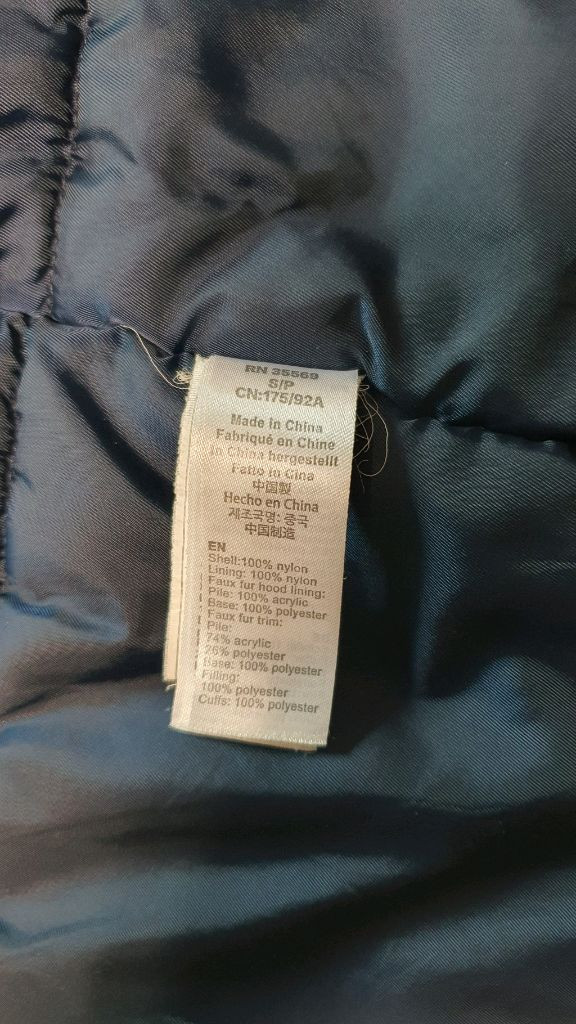 RN 35569
S/P
CN:175/92A
Made in China
Fabriqué en Chine
In China hergestellt
Fatto in Cina
中国製
Hecho en China
제조국명: 중국
中国制造
EN
Shell:100% nylon
Lining: 100% nylon
Faux fur hood lining:
Pile: 100% acrylic
Base: 100% polyester
Faux fur trim:
Pile:
74% acrylic
26% polyester
Base: 100% polyester
Filling:
100% polyester
Cuffs: 100% polyester